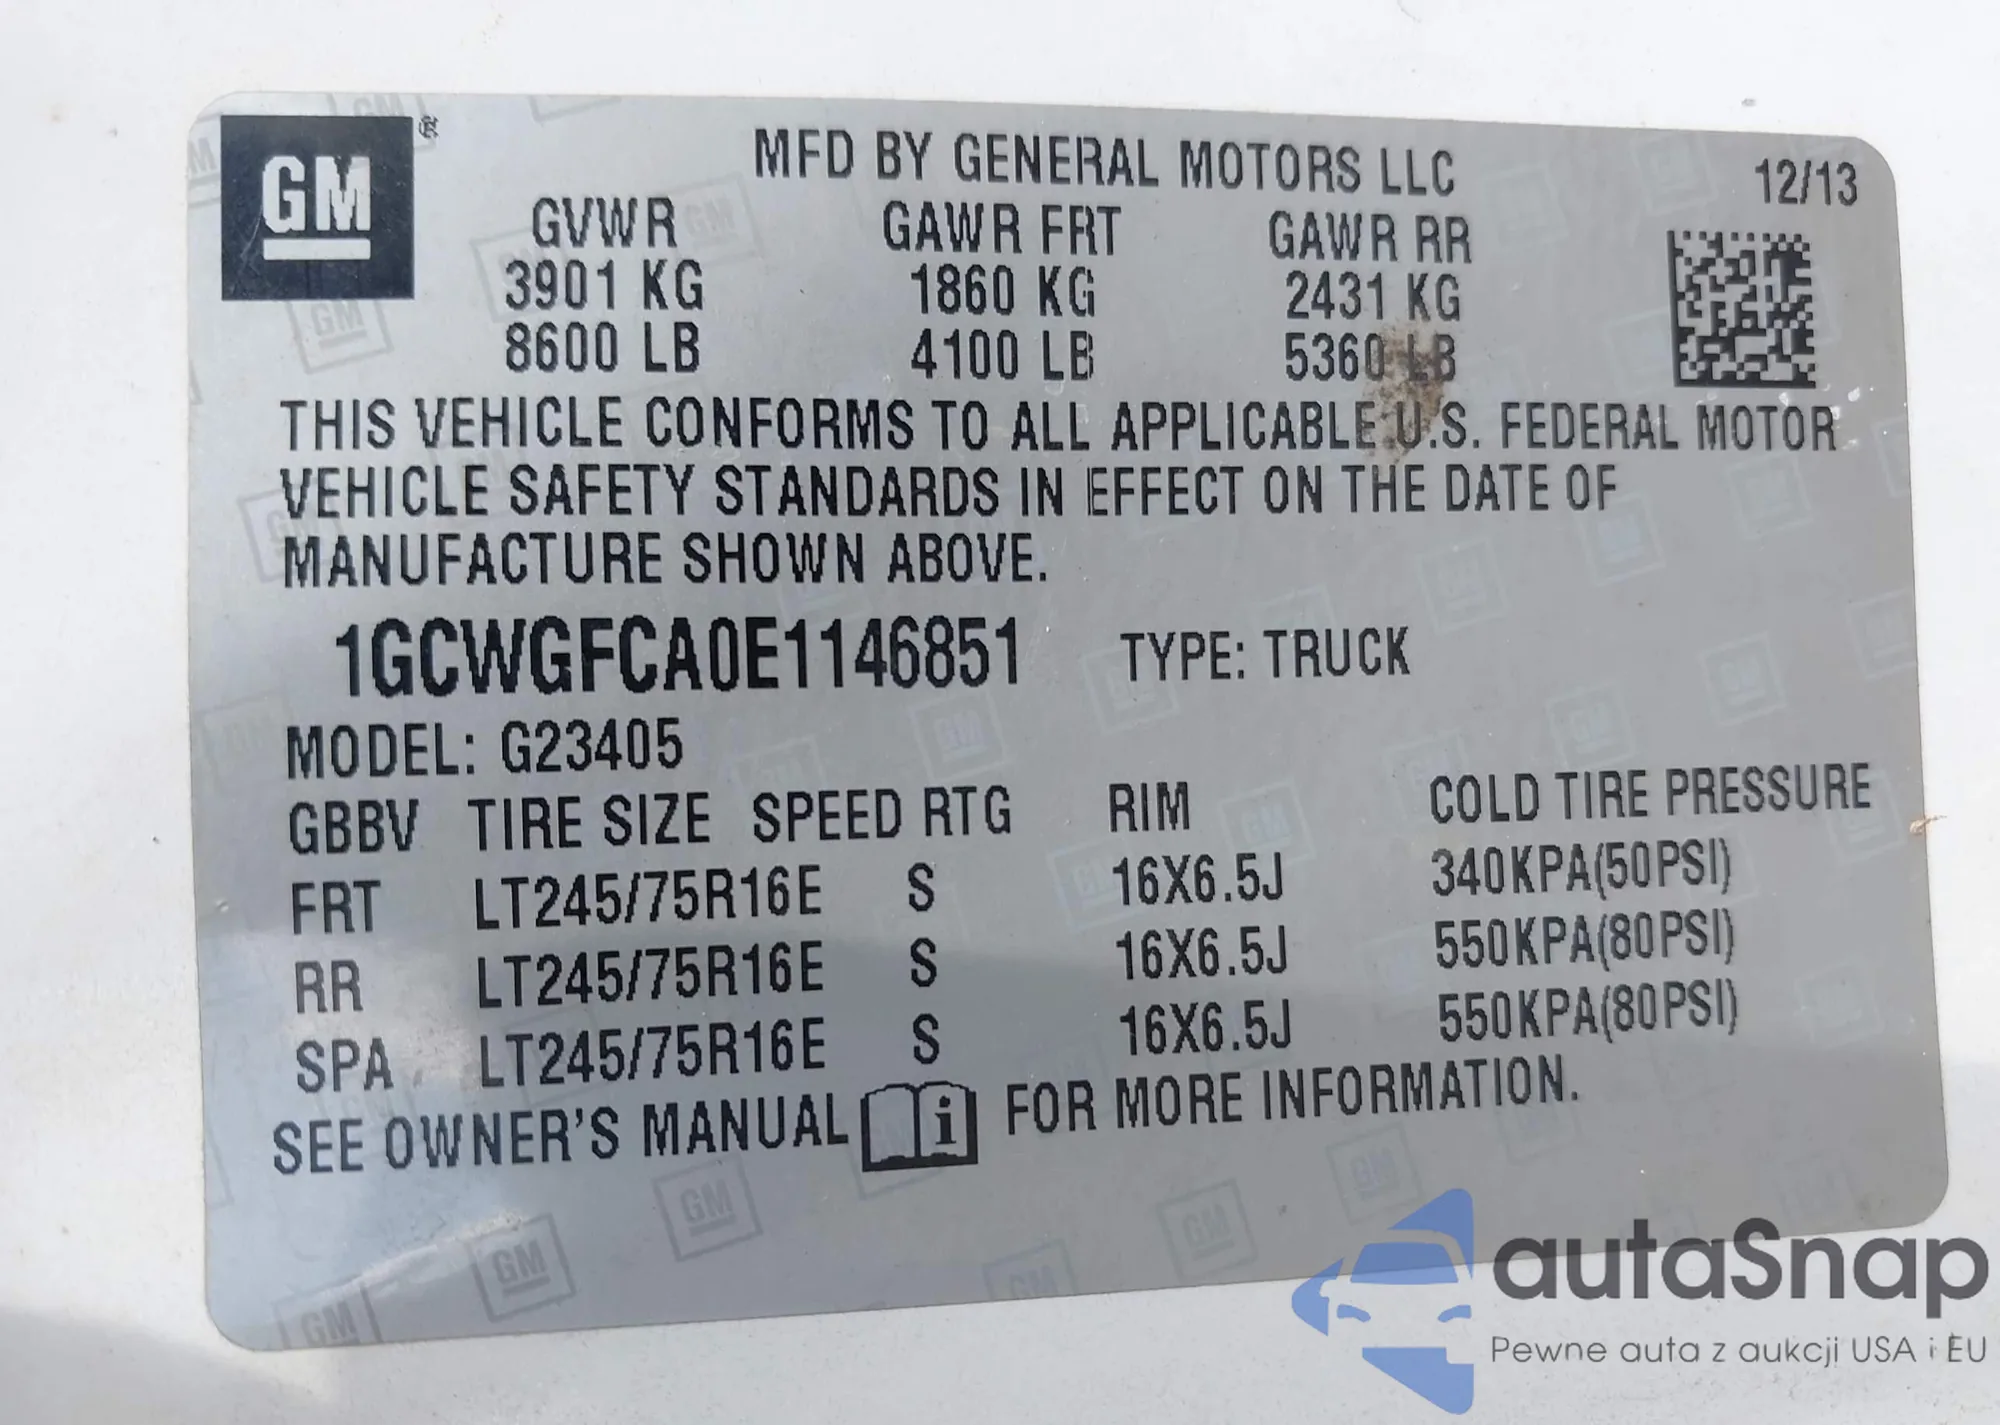 GM
MFD BY GENERAL MOTORS LLC 12/13
GVWR GAWR FRT GAWR RR
3901 KG 1860 KG 2431 KG
8600 LB 4100 LB 5360 LB
THIS VEHICLE CONFORMS TO ALL APPLICABLE U.S. FEDERAL MOTOR
VEHICLE SAFETY STANDARDS IN EFFECT ON THE DATE OF
MANUFACTURE SHOWN ABOVE.
1GCWGFCA0E1146851 TYPE: TRUCK
MODEL: G23405
GBBV TIRE SIZE SPEED RTG RIM COLD TIRE PRESSURE
FRT LT245/75R16E S 16X6.5J 340KPA(50PSI)
RR LT245/75R16E S 16X6.5J 550KPA(80PSI)
SPA LT245/75R16E S 16X6.5J 550KPA(80PSI)
SEE OWNER'S MANUAL i FOR MORE INFORMATION.
autaSnap
Pewne auta z aukcji USA i EU